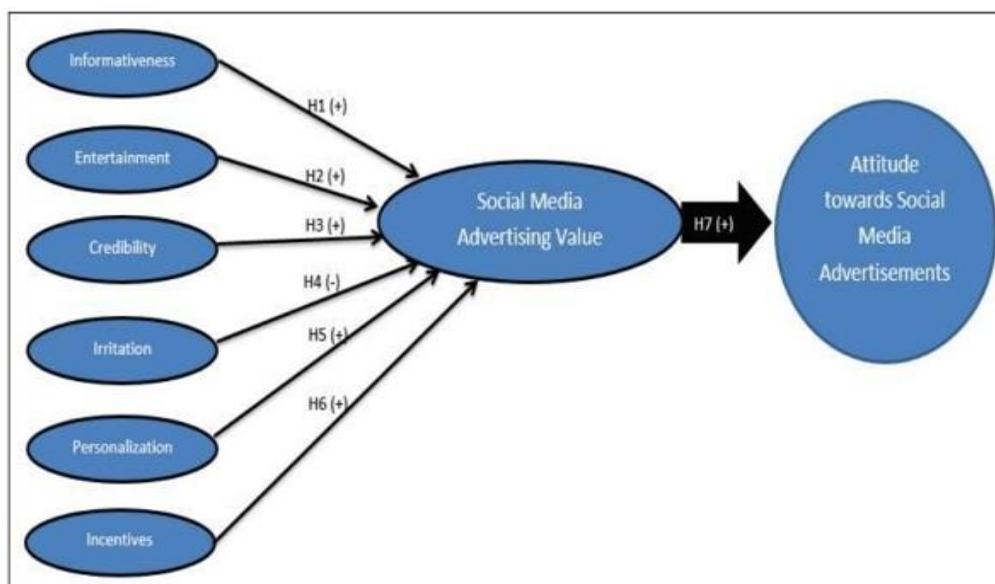 Informativeness
H1 (+)
Entertainment
H2 (+)
Credibility
H3 (+)
Irritation
H4 (-)
Personalization
H5 (+)
Incentives
H6 (+)
Social Media
Advertising Value
H7 (+)
Attitude
towards Social
Media
Advertisements